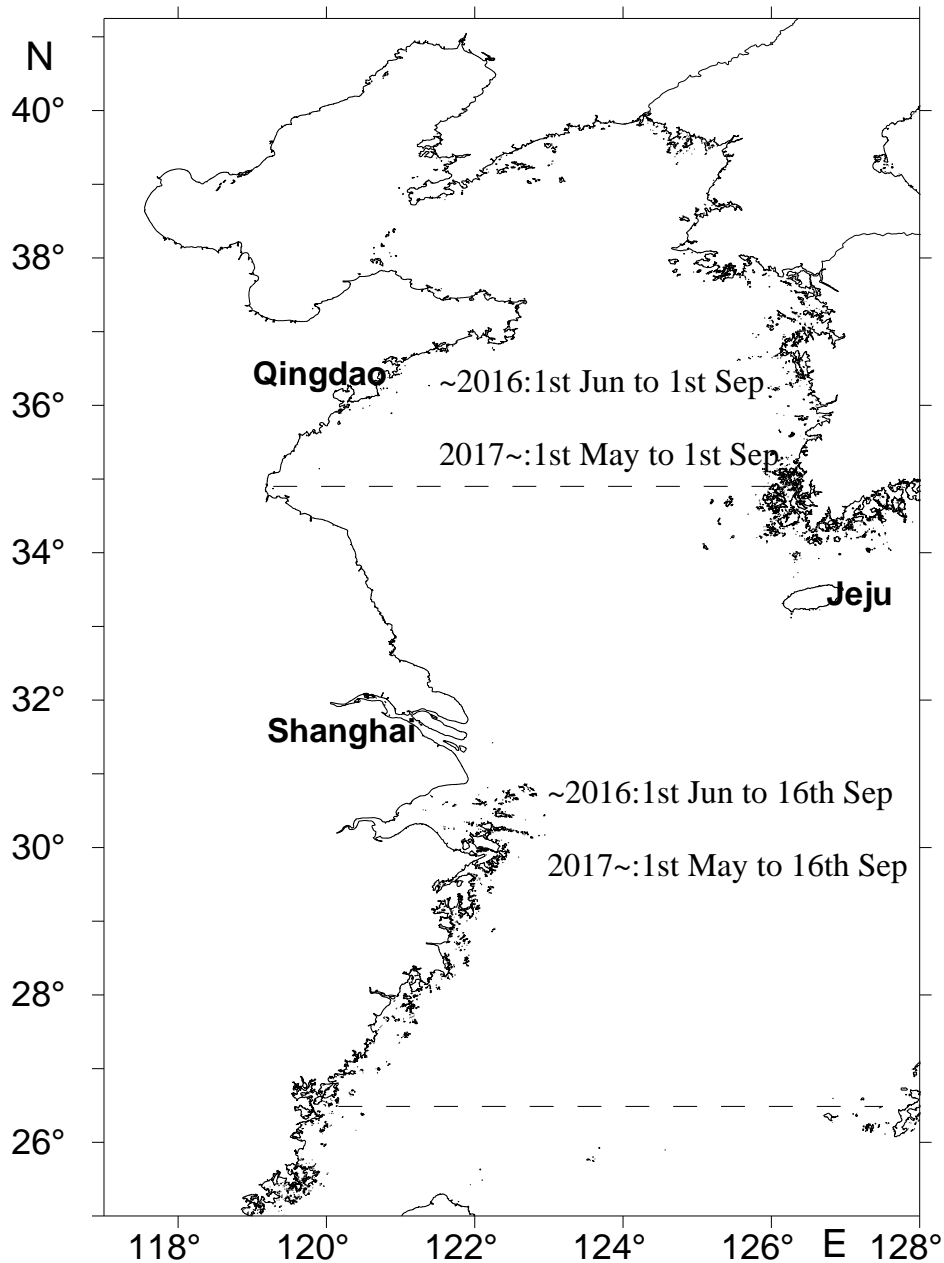 N
40°
38°
Qingdao
~2016:1st Jun to 1st Sep
36°
2017~:1st May to 1st Sep
34°
Jeju
32°
Shanghai
~2016:1st Jun to 16th Sep
30°
2017~:1st May to 16th Sep
28°
26°
118° 120° 122° 124° 126° E 128°